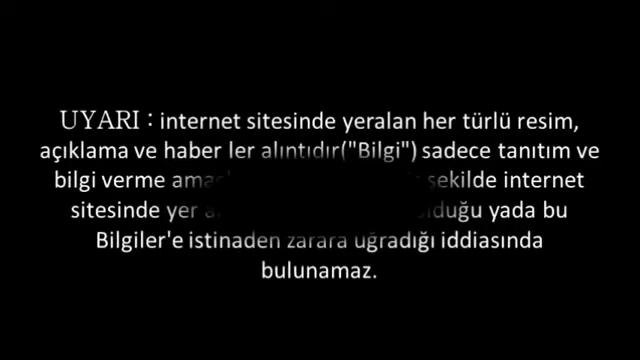 UYARI : internet sitesinde yeralan her türlü resim,
açıklama ve haber ler alıntıdır("Bilgi") sadece tanıtım ve
bilgi verme şekilde internet
sitesinde yer yada bu
Bilgiler'e istinaden zarara uğradığı iddiasında
bulunamaz.